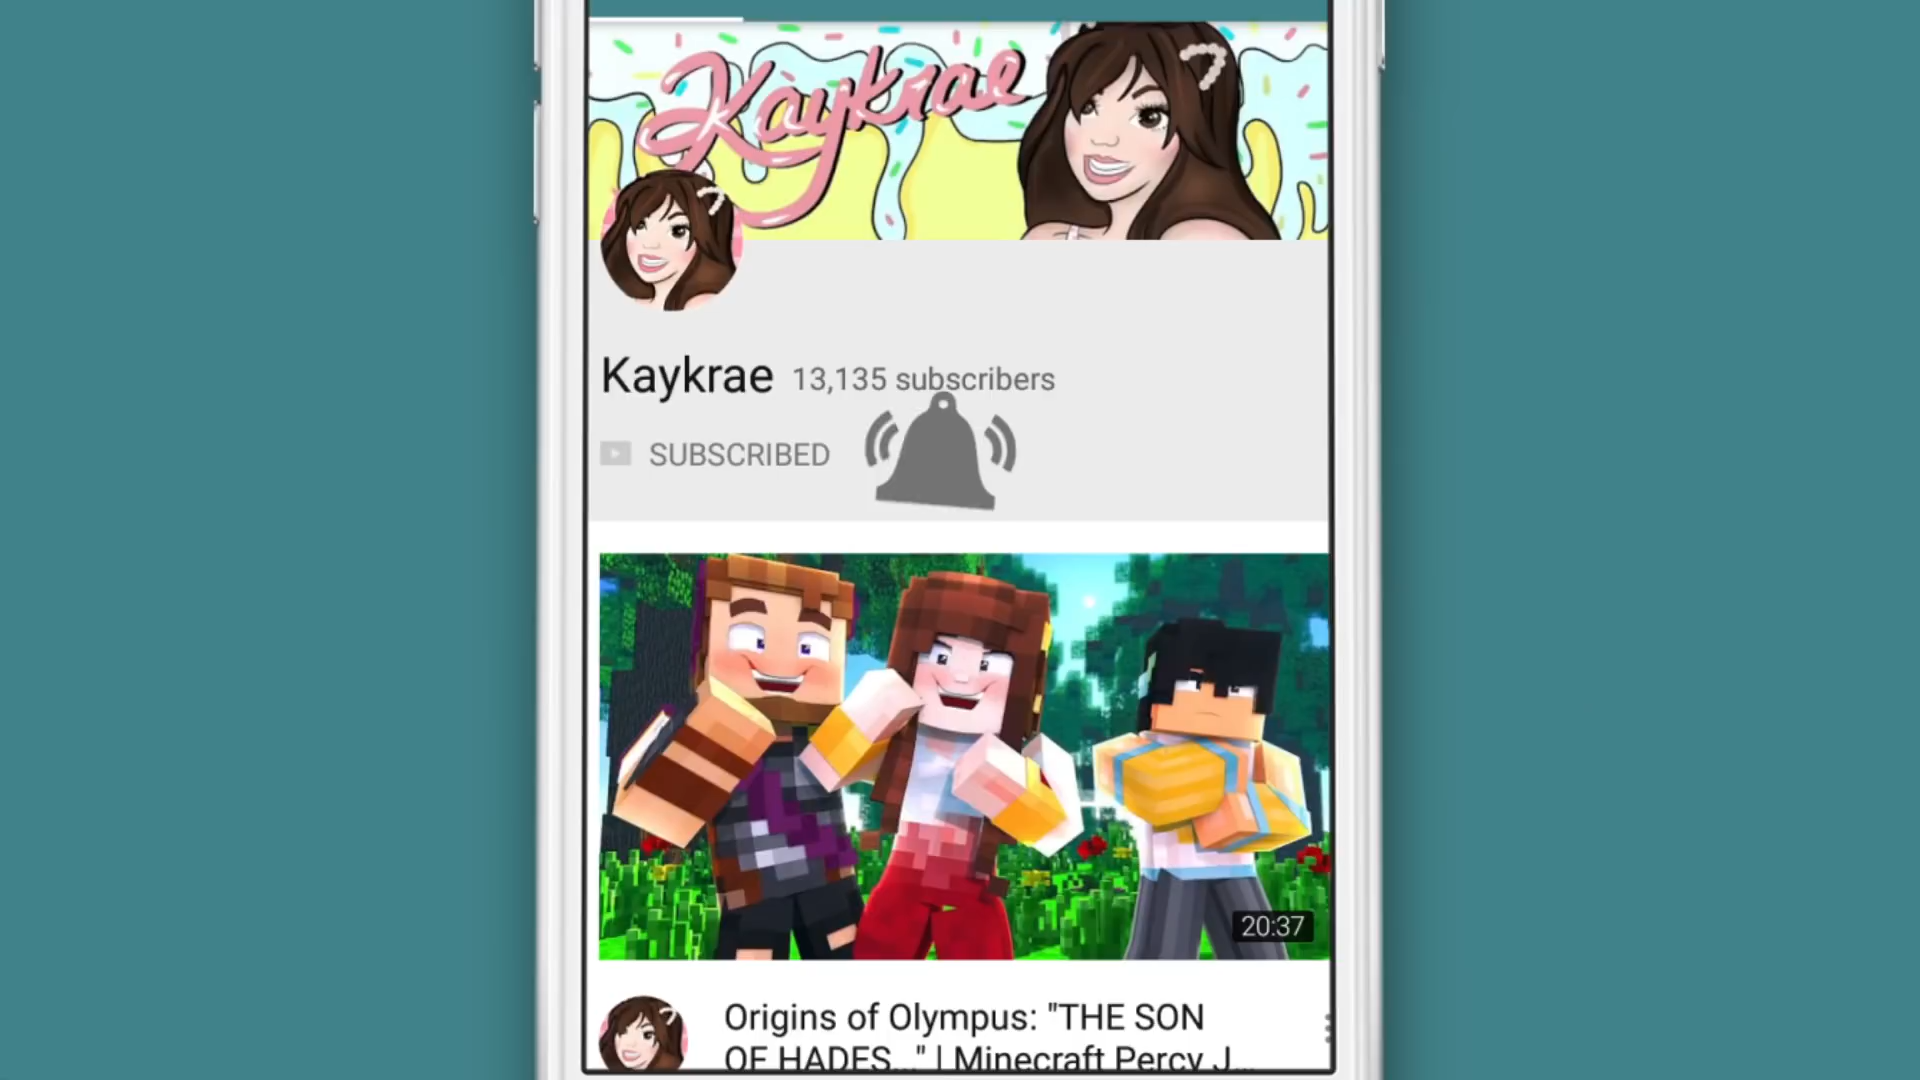 Kaykrae
Kaykrae 13,135 subscribers
SUBSCRIBED
20:37
Origins of Olympus: "THE SON
OF HADES..." | Minecraft Percy J...